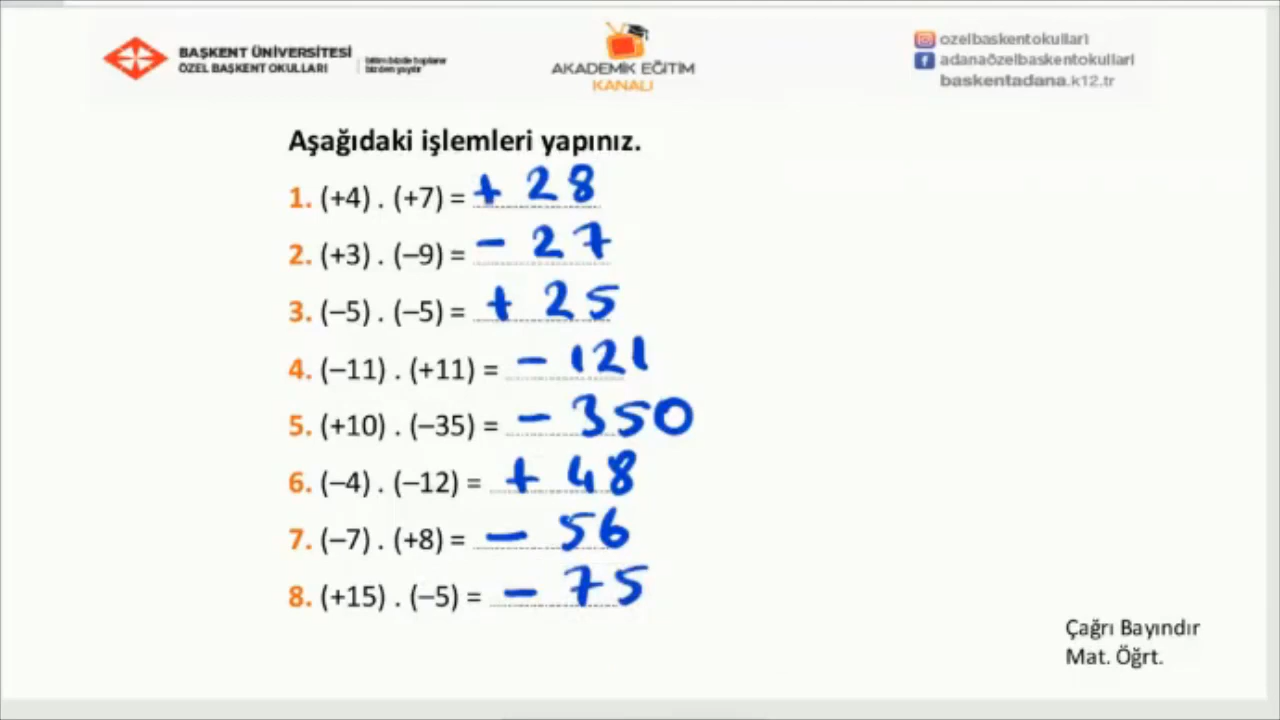 BAŞKENT ÜNİVERSİTESİ
ÖZEL BAŞKENT OKULLARI
AKADEMİK EĞİTİM
KANALI
ozelbaskentokullari
adanaözelbaskentokullari
baskentadana.k12.tr
Aşağıdaki işlemleri yapınız.
1. (+4) . (+7) = + 28
2. (+3) . (–9) = - 27
3. (–5) . (–5) = + 25
4. (–11) . (+11) = - 121
5. (+10) . (–35) = - 350
6. (–4) . (–12) = + 48
7. (–7) . (+8) = - 56
8. (+15) . (–5) = - 75
Çağrı Bayındır
Mat. Öğrt.